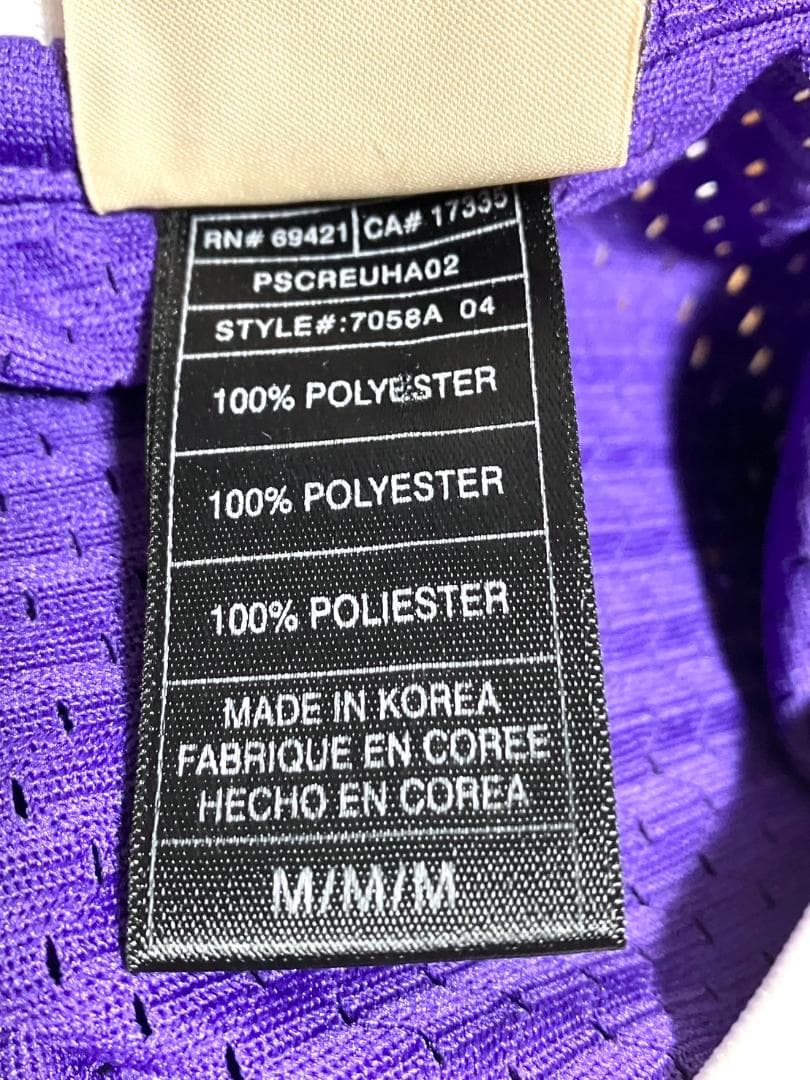 RN# 69421 CA# 17335
PSCREUHA02
STYLE#:7058A 04
100% POLYESTER
100% POLYESTER
100% POLIESTER
MADE IN KOREA
FABRIQUE EN COREE
HECHO EN COREA
M/M/M